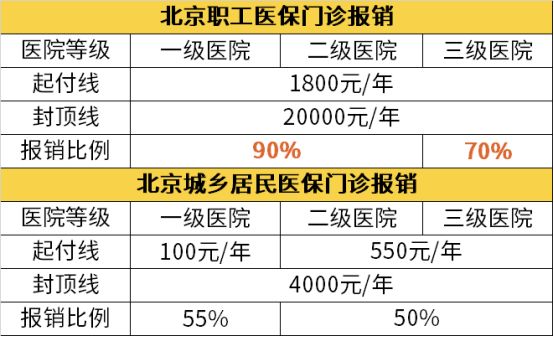 北京职工医保门诊报销
医院等级 一级医院 二级医院 三级医院
起付线 1800元/年
封顶线 20000元/年
报销比例 90% 70%
北京城乡居民医保门诊报销
医院等级 一级医院 二级医院 三级医院
起付线 100元/年 550元/年
封顶线 4000元/年
报销比例 55% 50%